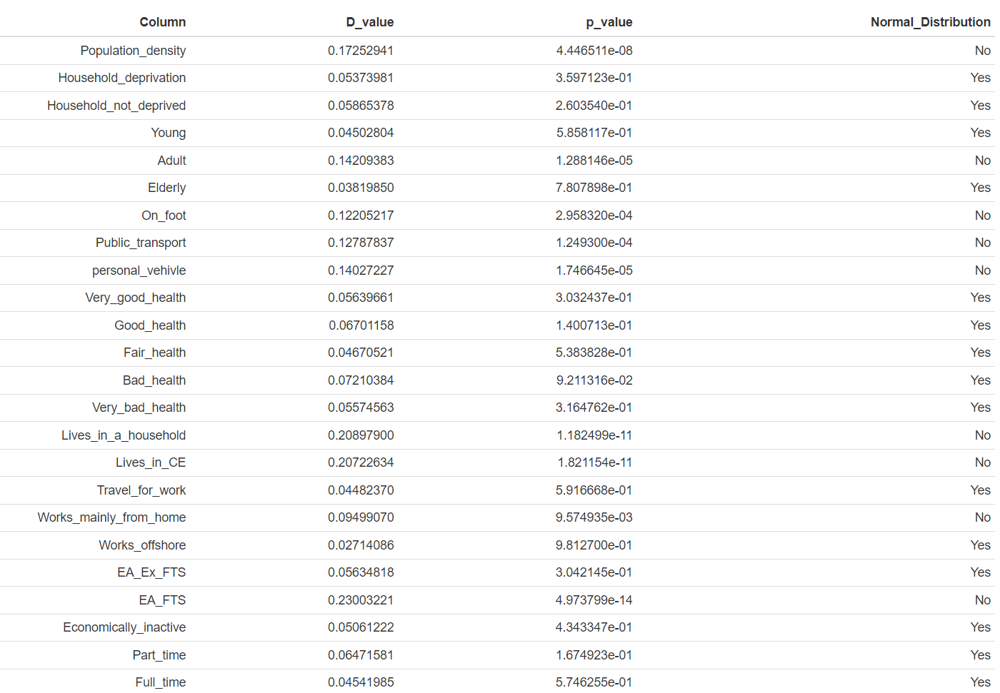 Column D_value p_value Normal_Distribution
Population_density 0.17252941 4.446511e-08 No
Household_deprivation 0.05373981 3.597123e-01 Yes
Household_not_deprived 0.05865378 2.603540e-01 Yes
Young 0.04502804 5.858117e-01 Yes
Adult 0.14209383 1.288146e-05 No
Elderly 0.03819850 7.807898e-01 Yes
On_foot 0.12205217 2.958320e-04 No
Public_transport 0.12787837 1.249300e-04 No
personal_vehivle 0.14027227 1.746645e-05 No
Very_good_health 0.05639661 3.032437e-01 Yes
Good_health 0.06701158 1.400713e-01 Yes
Fair_health 0.04670521 5.383828e-01 Yes
Bad_health 0.07210384 9.211316e-02 Yes
Very_bad_health 0.05574563 3.164762e-01 Yes
Lives_in_a_household 0.20897900 1.182499e-11 No
Lives_in_CE 0.20722634 1.821154e-11 No
Travel_for_work 0.04482370 5.916668e-01 Yes
Works_mainly_from_home 0.09499070 9.574935e-03 No
Works_offshore 0.02714086 9.812700e-01 Yes
EA_Ex_FTS 0.05634818 3.042145e-01 Yes
EA_FTS 0.23003221 4.973799e-14 No
Economically_inactive 0.05061222 4.343347e-01 Yes
Part_time 0.06471581 1.674923e-01 Yes
Full_time 0.04541985 5.746255e-01 Yes